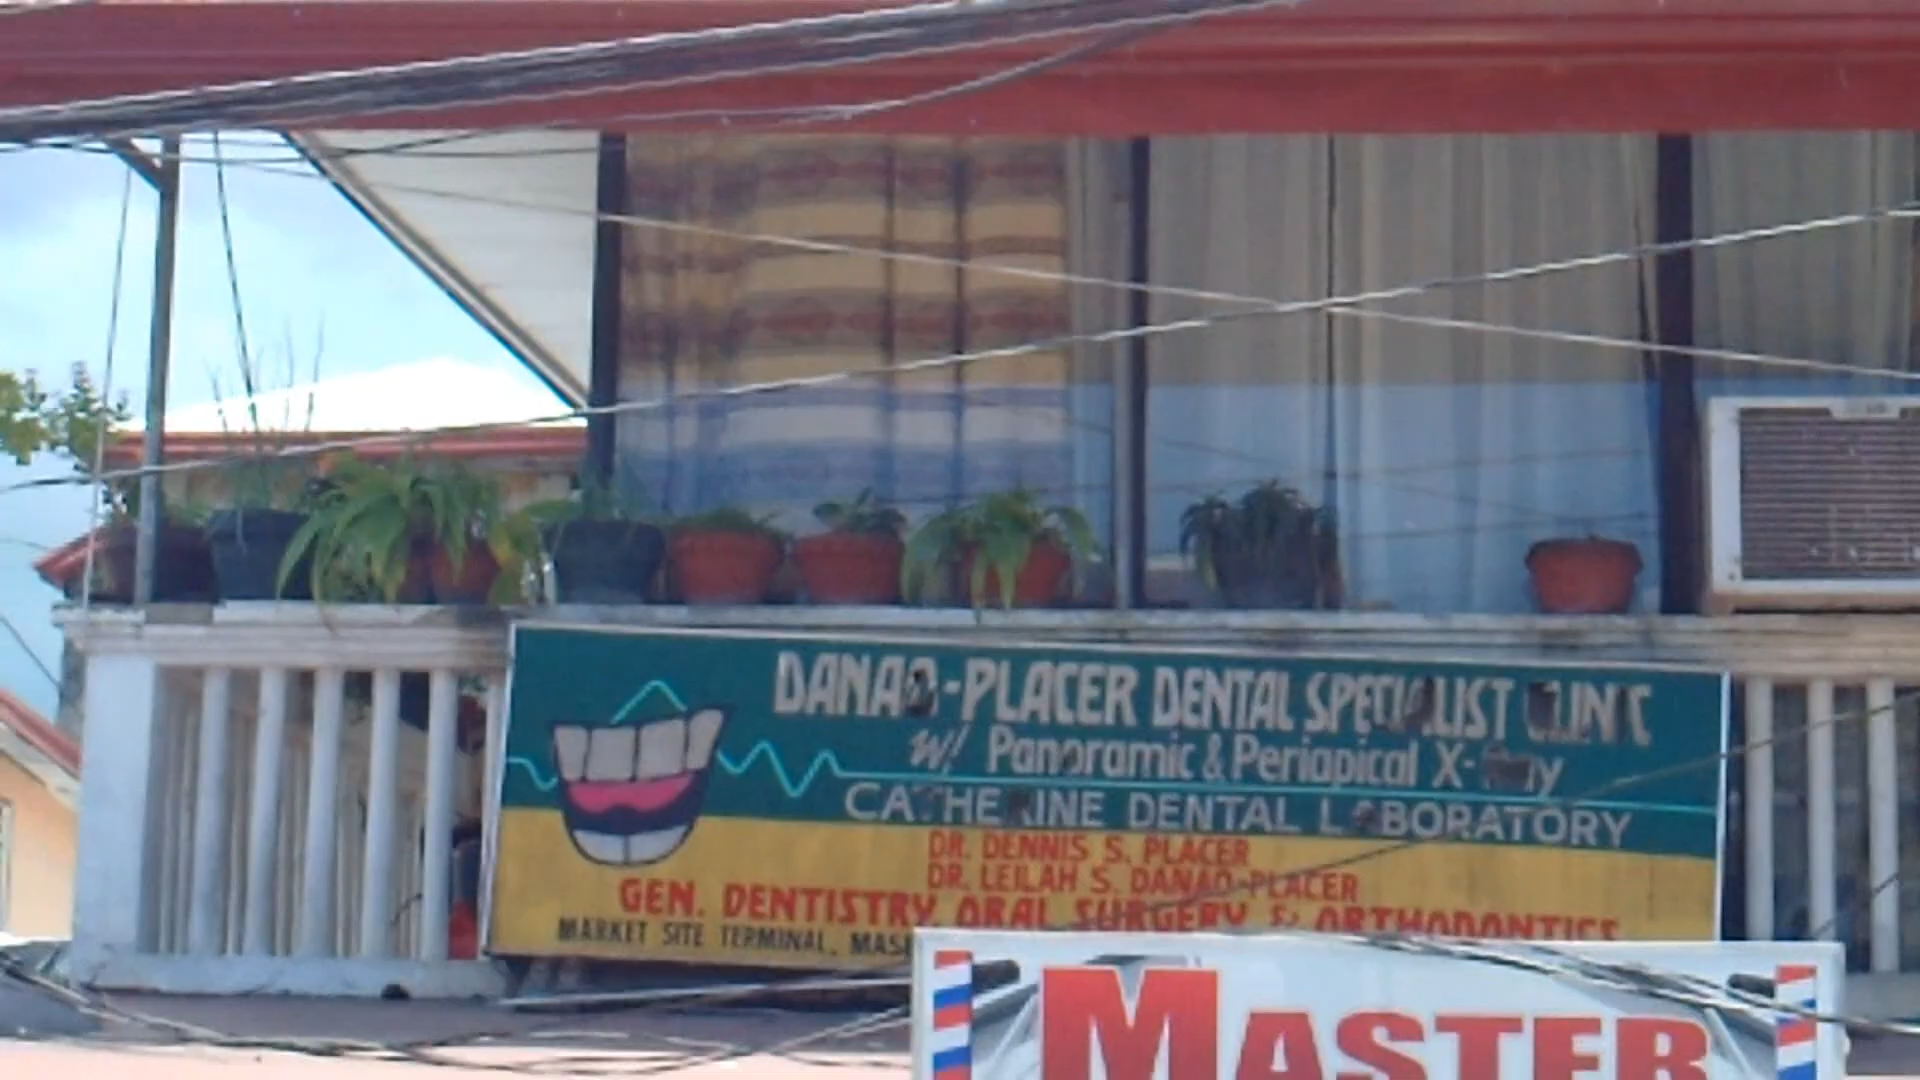 DANAO-PLACER DENTAL SPECIALIST CLINIC
W/ Panoramic & Periapical X-Ray
CATHERINE DENTAL LABORATORY
DR. DENNIS S. PLACER
DR. LEILAH S. DANAO-PLACER
GEN. DENTISTRY, ORAL SURGERY & ORTHODONTICS
MARKET SITE TERMINAL,
MASTER